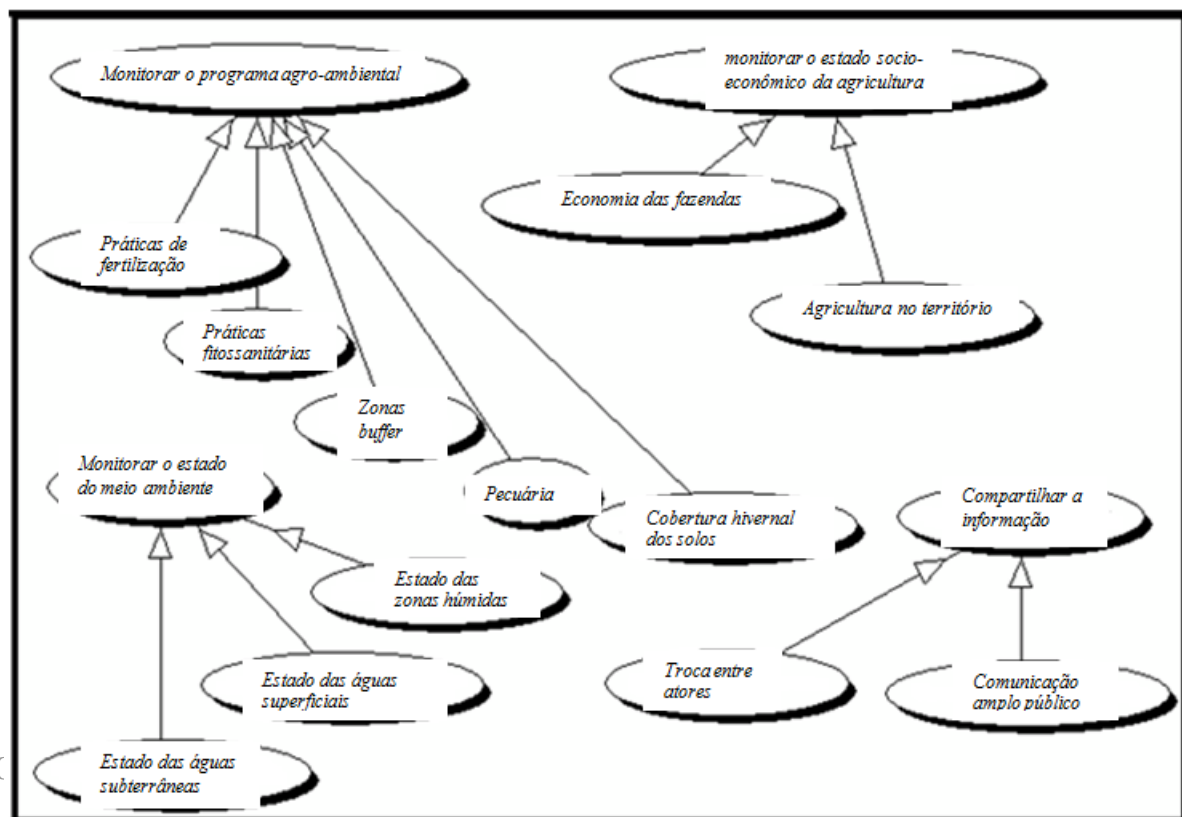 Monitorar o programa agro-ambiental
monitorar o estado socio-
econômico da agricultura
Economia das fazendas
Práticas de
fertilização
Agricultura no território
Práticas
fitossanitárias
Zonas
buffer
Monitorar o estado
do meio ambiente
Pecuária
Cobertura hivernal
dos solos
Compartilhar a
informação
Estado das
zonas húmidas
Estado das águas
superficiais
Troca entre
atores
Comunicação
amplo público
Estado das águas
subterrâneas